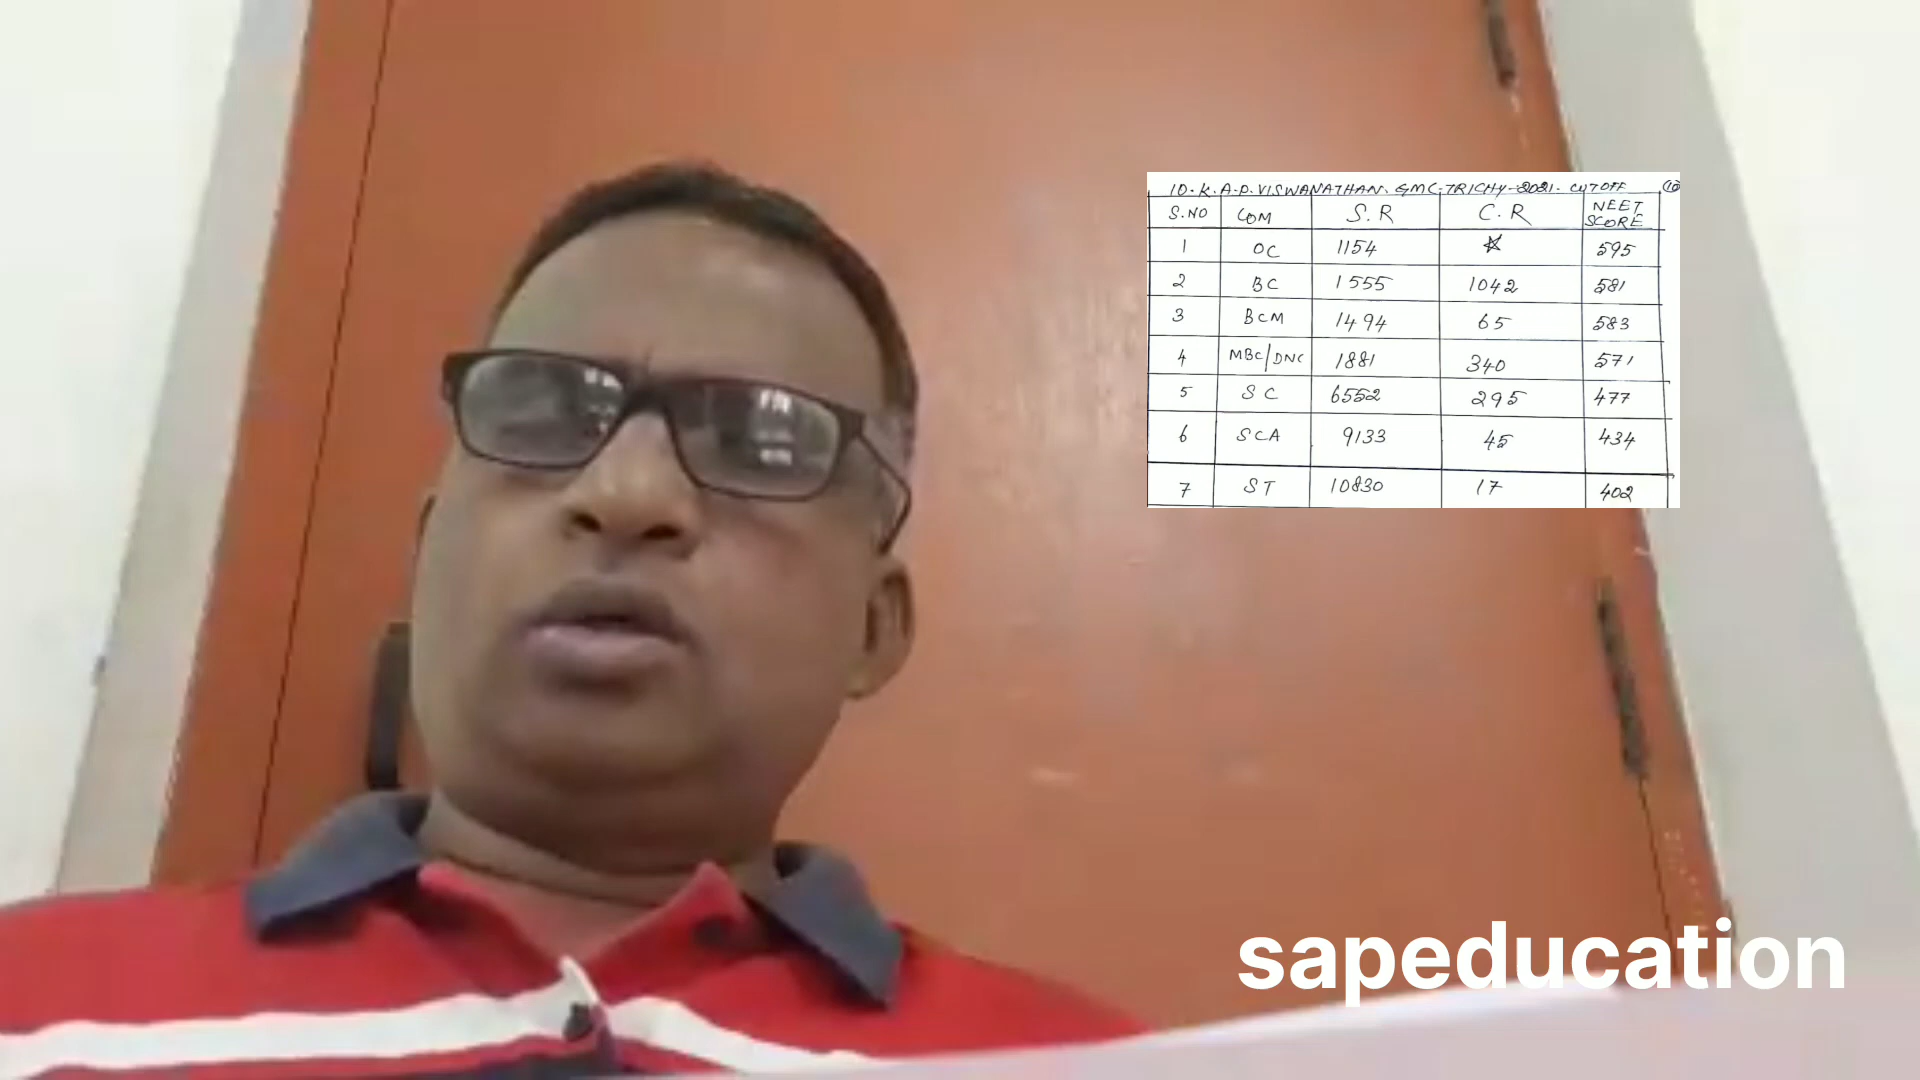 10. K.A.P. VISWANATHAN. GMC-TRICHY-2021. CUTOFF 10
S.NO COM S.R C.R NEET SCORE
1 OC 1154 ☆ 595
2 BC 1555 1042 581
3 BCM 1494 65 583
4 MBC/DNC 1881 340 571
5 SC 6552 295 477
6 SCA 9133 45 434
7 ST 10830 17 402
sapeducation